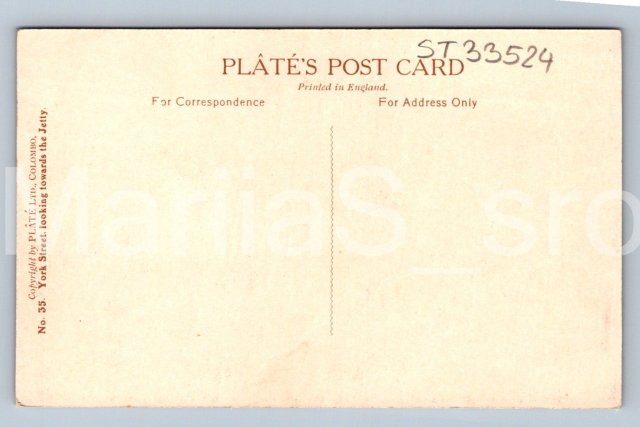 ST33524
PLÂTÉ'S POST CARD
Printed in England.
For Correspondence
For Address Only
Copyright by PLÂTÉ LTD., COLOMBO.
No. 35. York Street, looking towards the Jetty.
MariiaS_sro